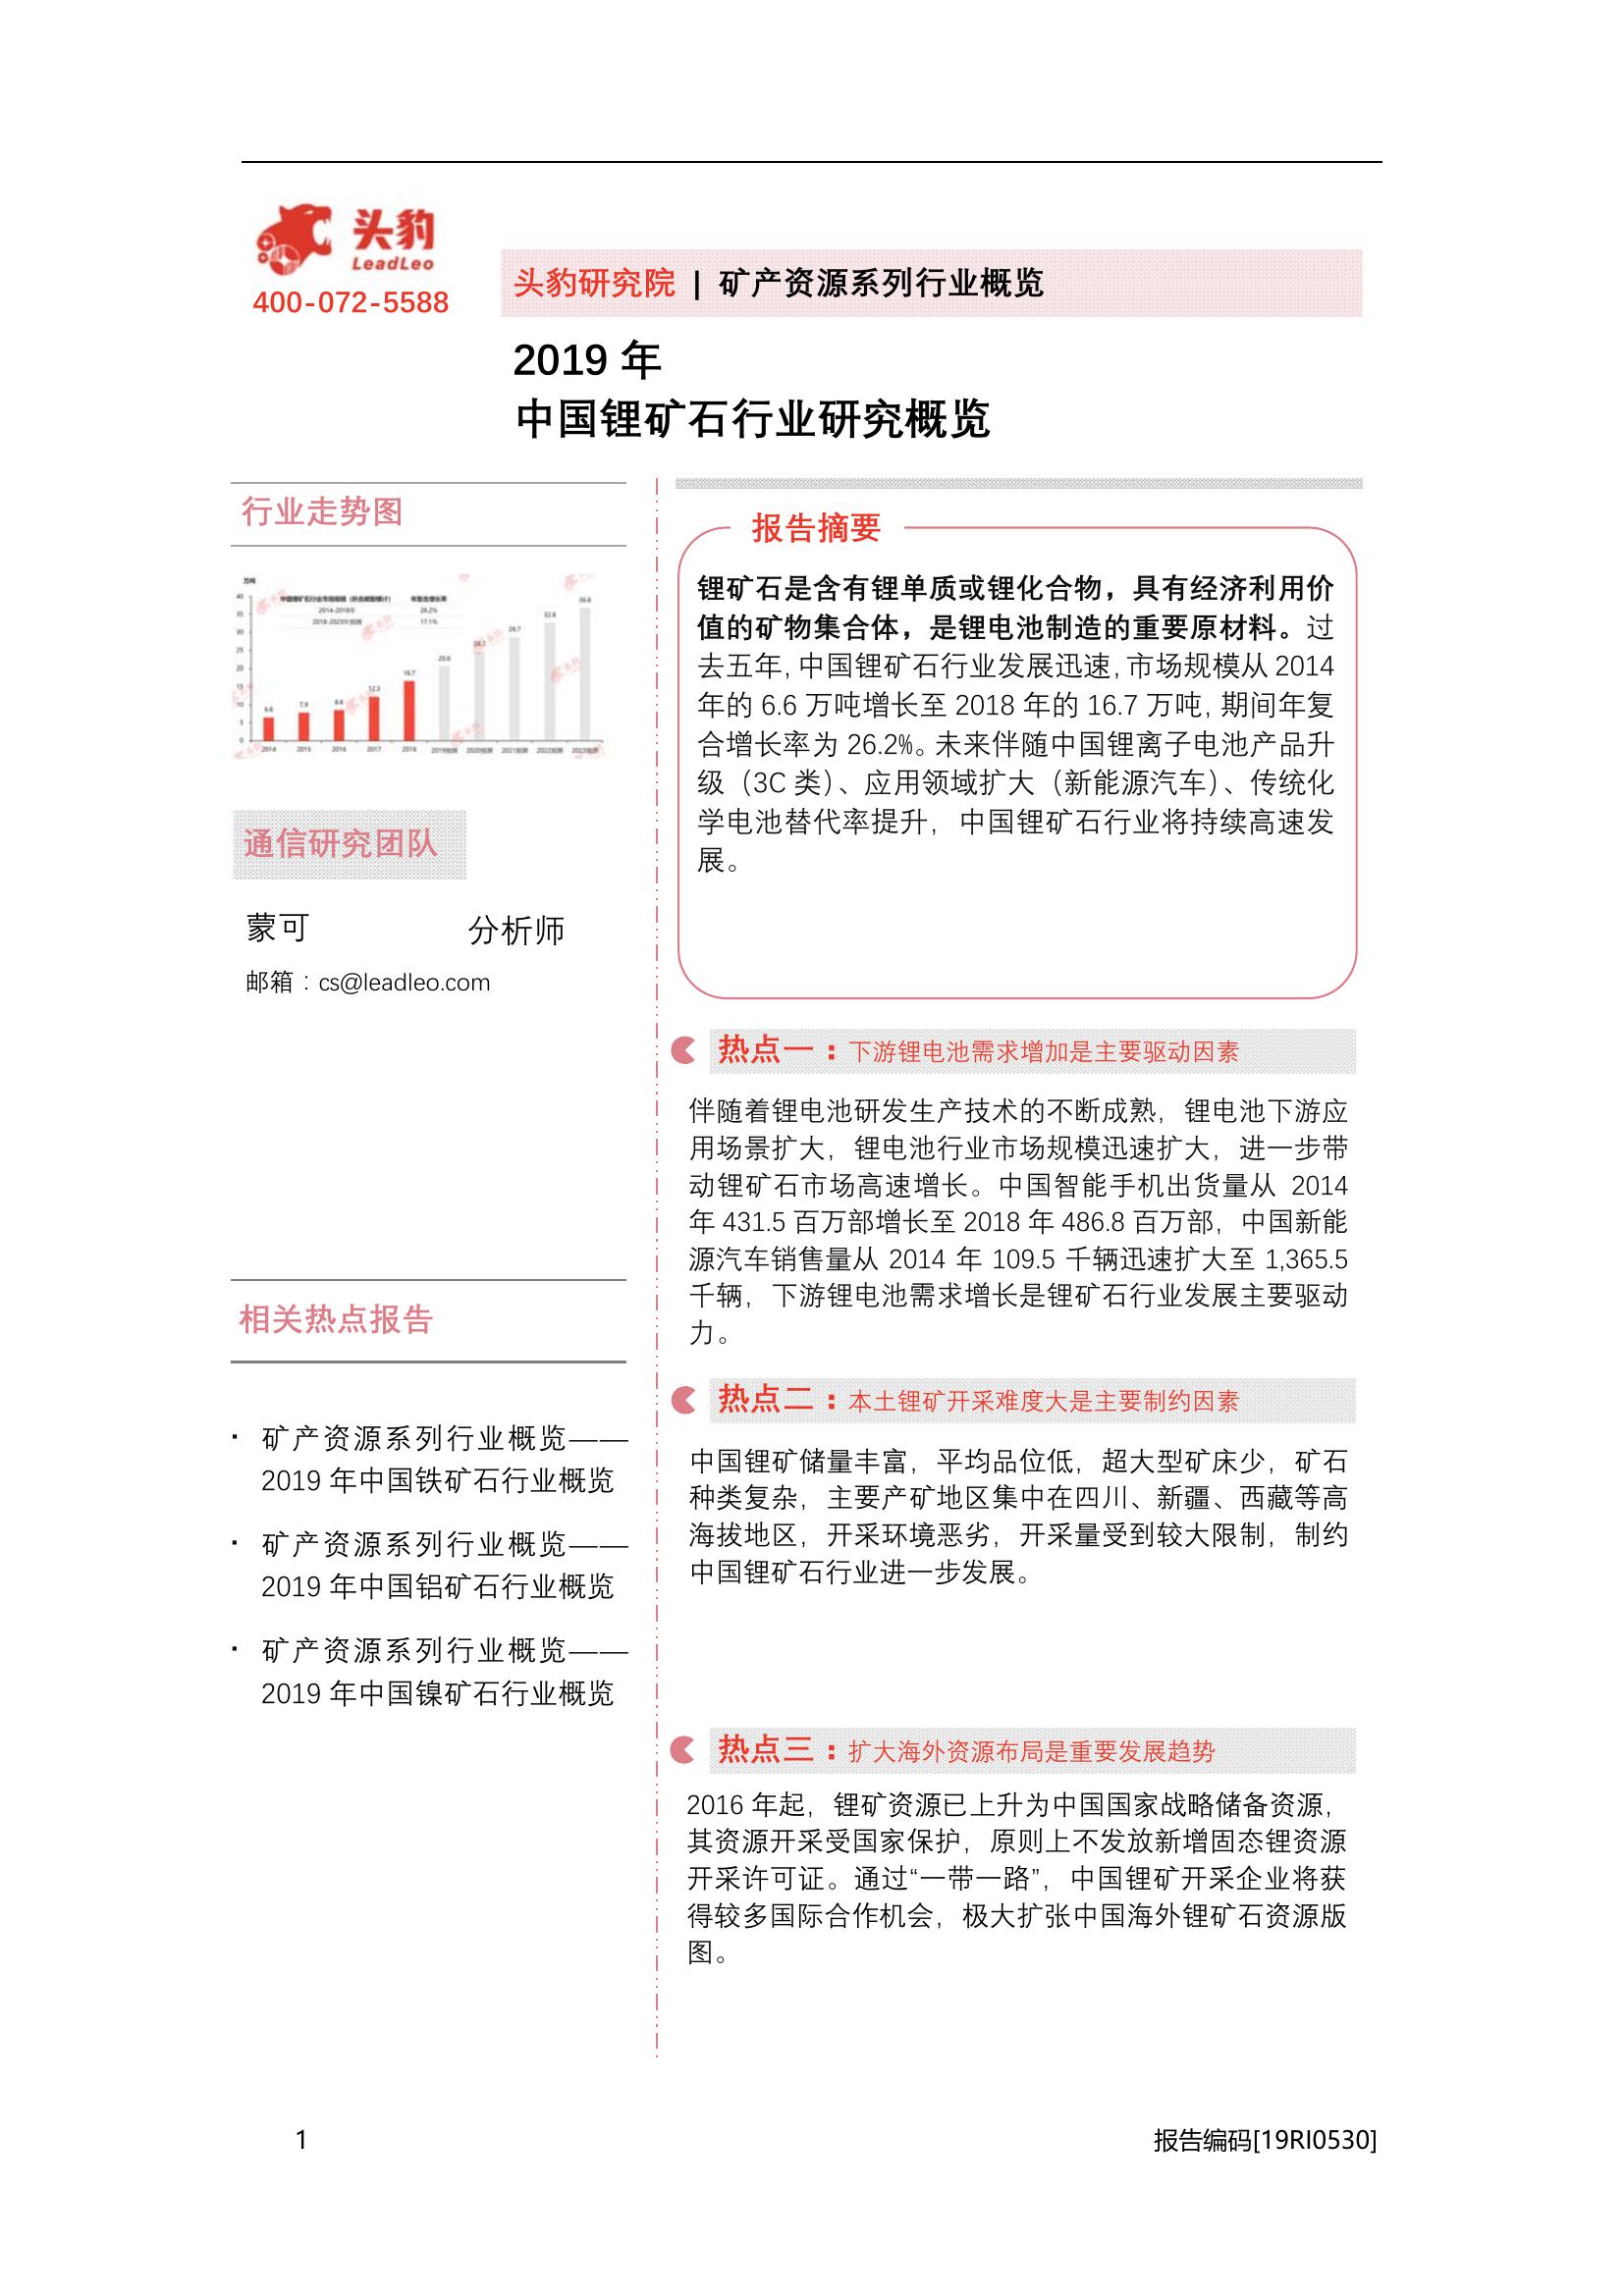 头豹
LeadLeo
400-072-5588
头豹研究院 | 矿产资源系列行业概览
2019 年
中国锂矿石行业研究概览
行业走势图
万吨
中国锂矿石行业市场规模（折合碳酸锂计） 年复合增长率
2014-2018年 26.2%
2018-2023年预测 17.1%
40
35
30
25
20
15
10
5
0
6.6
7.9
8.6
12.3
16.7
20.6
28.7
32.8
36.8
2014 2015 2016 2017 2018 2019预测 2020预测 2021预测 2022预测 2023预测
通信研究团队
蒙可 分析师
邮箱：cs@leadleo.com
相关热点报告
· 矿产资源系列行业概览——
2019 年中国铁矿石行业概览
· 矿产资源系列行业概览——
2019 年中国铝矿石行业概览
· 矿产资源系列行业概览——
2019 年中国镍矿石行业概览
报告摘要
锂矿石是含有锂单质或锂化合物，具有经济利用价
值的矿物集合体，是锂电池制造的重要原材料。过
去五年，中国锂矿石行业发展迅速，市场规模从 2014
年的 6.6 万吨增长至 2018 年的 16.7 万吨，期间年复
合增长率为 26.2%。未来伴随中国锂离子电池产品升
级（3C 类）、应用领域扩大（新能源汽车）、传统化
学电池替代率提升，中国锂矿石行业将持续高速发
展。
热点一：下游锂电池需求增加是主要驱动因素
伴随着锂电池研发生产技术的不断成熟，锂电池下游应
用场景扩大，锂电池行业市场规模迅速扩大，进一步带
动锂矿石市场高速增长。中国智能手机出货量从 2014
年 431.5 百万部增长至 2018 年 486.8 百万部，中国新能
源汽车销售量从 2014 年 109.5 千辆迅速扩大至 1,365.5
千辆，下游锂电池需求增长是锂矿石行业发展主要驱动
力。
热点二：本土锂矿开采难度大是主要制约因素
中国锂矿储量丰富，平均品位低，超大型矿床少，矿石
种类复杂，主要产矿地区集中在四川、新疆、西藏等高
海拔地区，开采环境恶劣，开采量受到较大限制，制约
中国锂矿石行业进一步发展。
热点三：扩大海外资源布局是重要发展趋势
2016 年起，锂矿资源已上升为中国国家战略储备资源，
其资源开采受国家保护，原则上不发放新增固态锂资源
开采许可证。通过“一带一路”，中国锂矿开采企业将获
得较多国际合作机会，极大扩张中国海外锂矿石资源版
图。
1
报告编码[19RI0530]